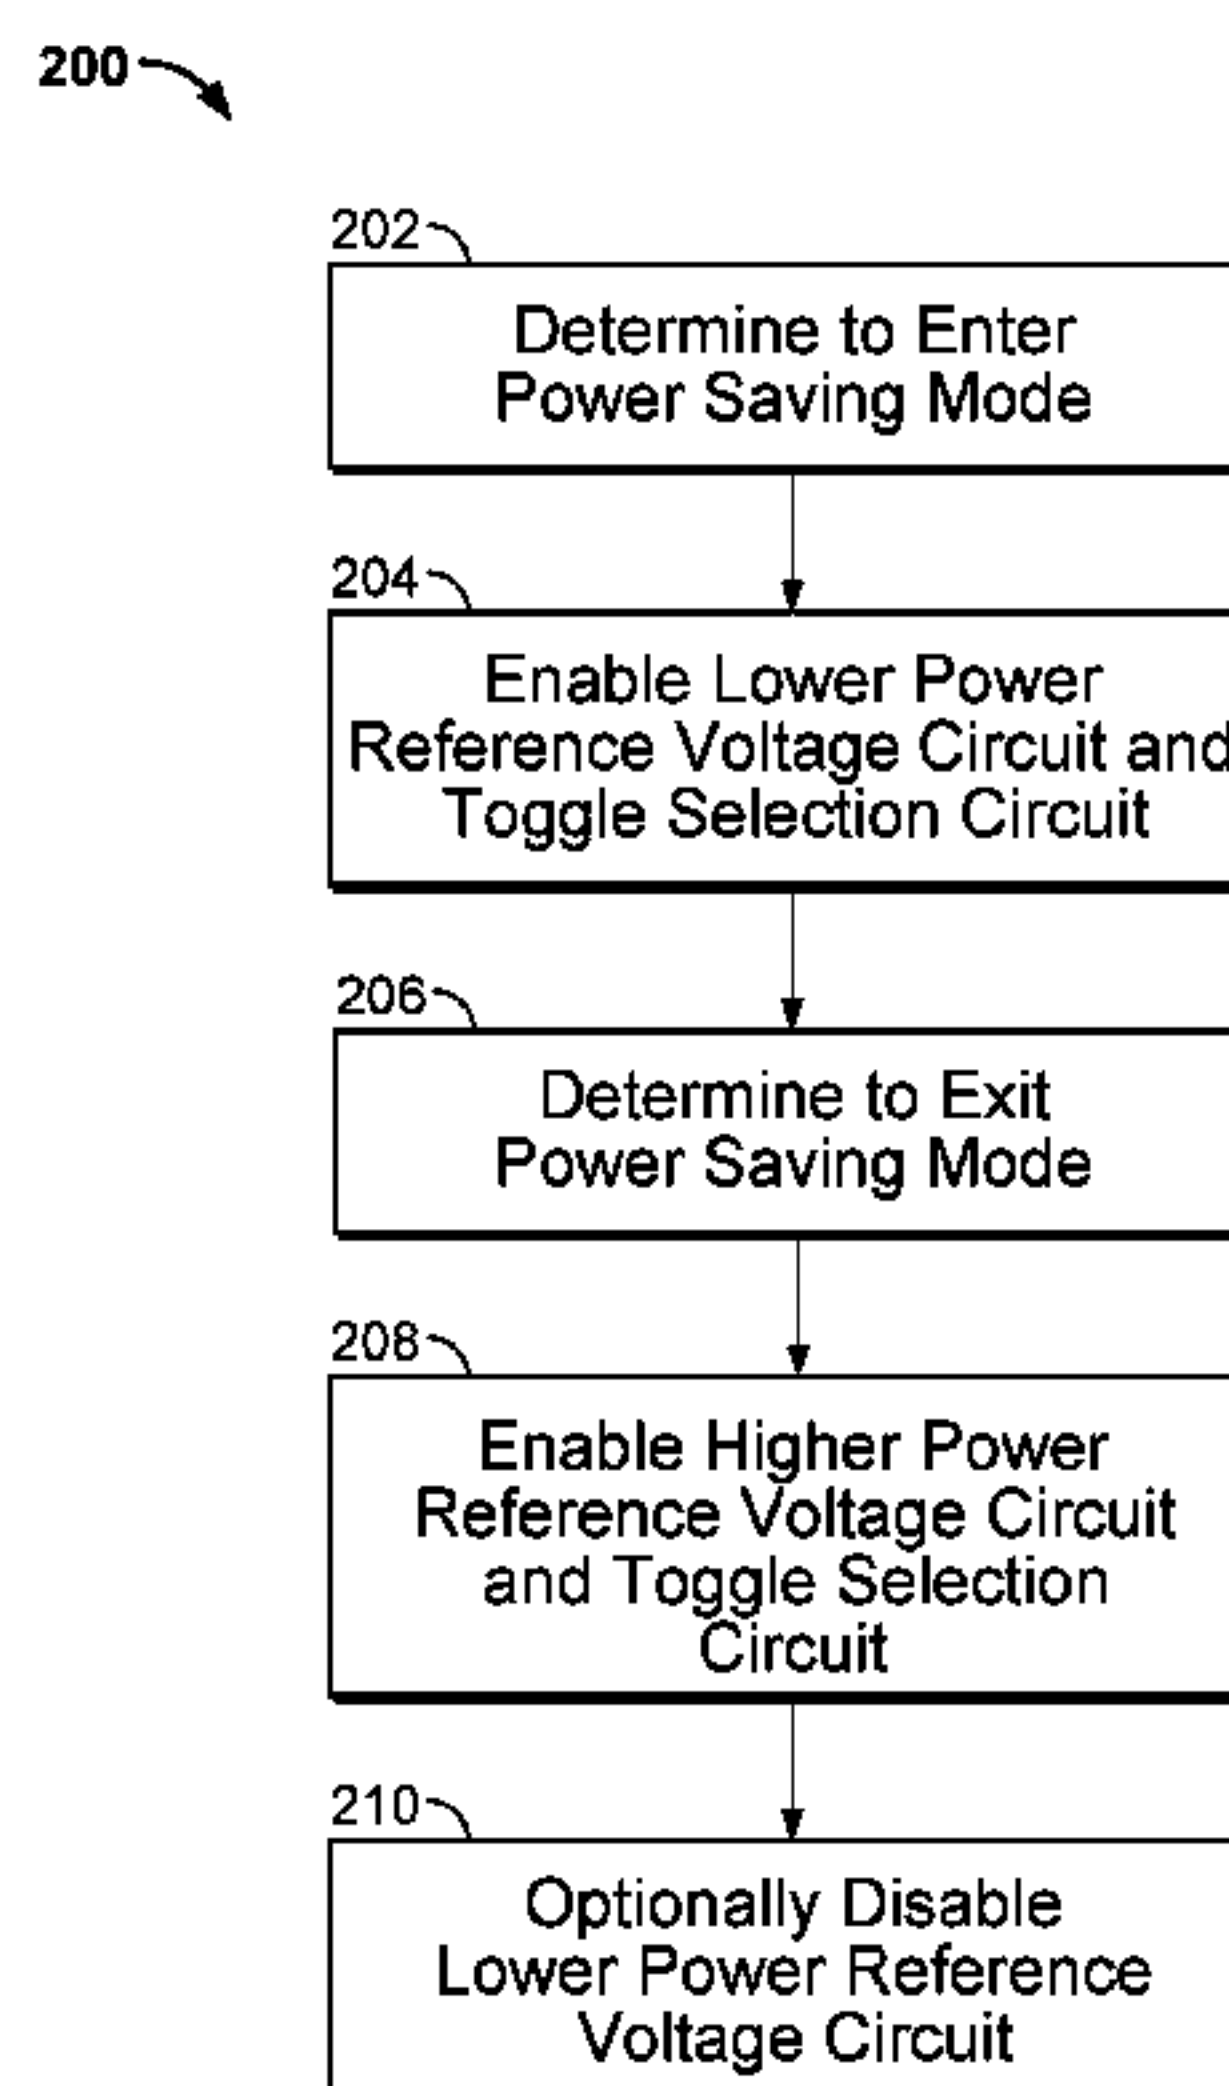 200
202
Determine to Enter
Power Saving Mode
204
Enable Lower Power
Reference Voltage Circuit and
Toggle Selection Circuit
206
Determine to Exit
Power Saving Mode
208
Enable Higher Power
Reference Voltage Circuit
and Toggle Selection
Circuit
210
Optionally Disable
Lower Power Reference
Voltage Circuit